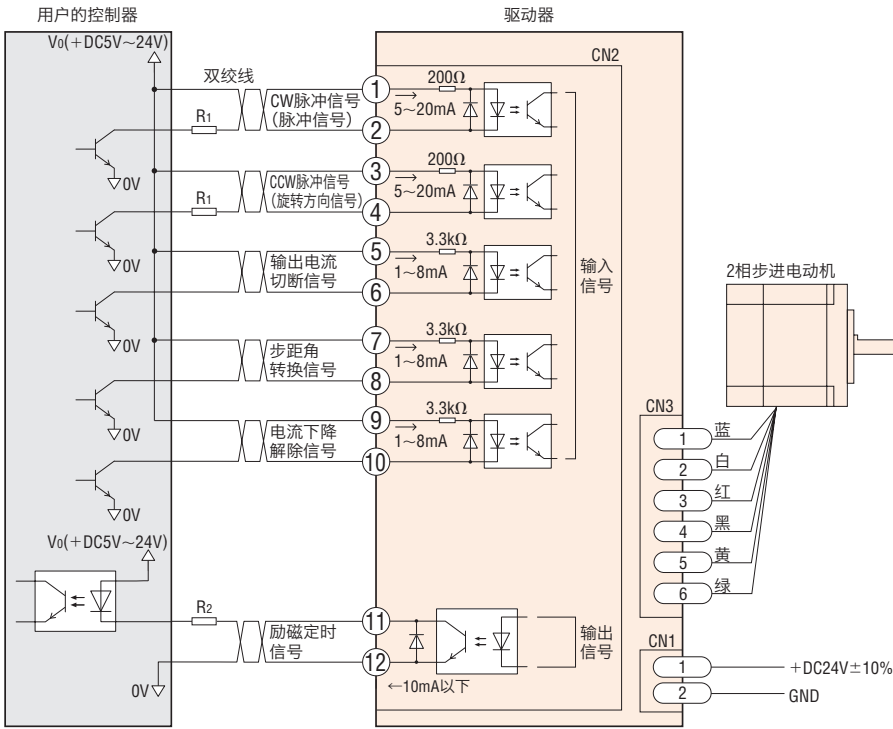 用户的控制器
驱动器
V0(+DC5V~24V)
CN2
双绞线
200Ω
1
CW脉冲信号
(脉冲信号)
5~20mA
R1
2
0V
200Ω
3
CCW脉冲信号
(旋转方向信号)
5~20mA
R1
4
0V
3.3kΩ
5
输出电流
切断信号
1~8mA
6
0V
输入
信号
3.3kΩ
7
步距角
转换信号
1~8mA
8
0V
3.3kΩ
9
电流下降
解除信号
1~8mA
10
0V
2相步进电动机
CN3
1 蓝
2 白
3 红
4 黑
5 黄
6 绿
V0(+DC5V~24V)
R2
11
励磁定时
信号
12
0V
←10mA以下
输出
信号
CN1
1 +DC24V±10%
2 GND